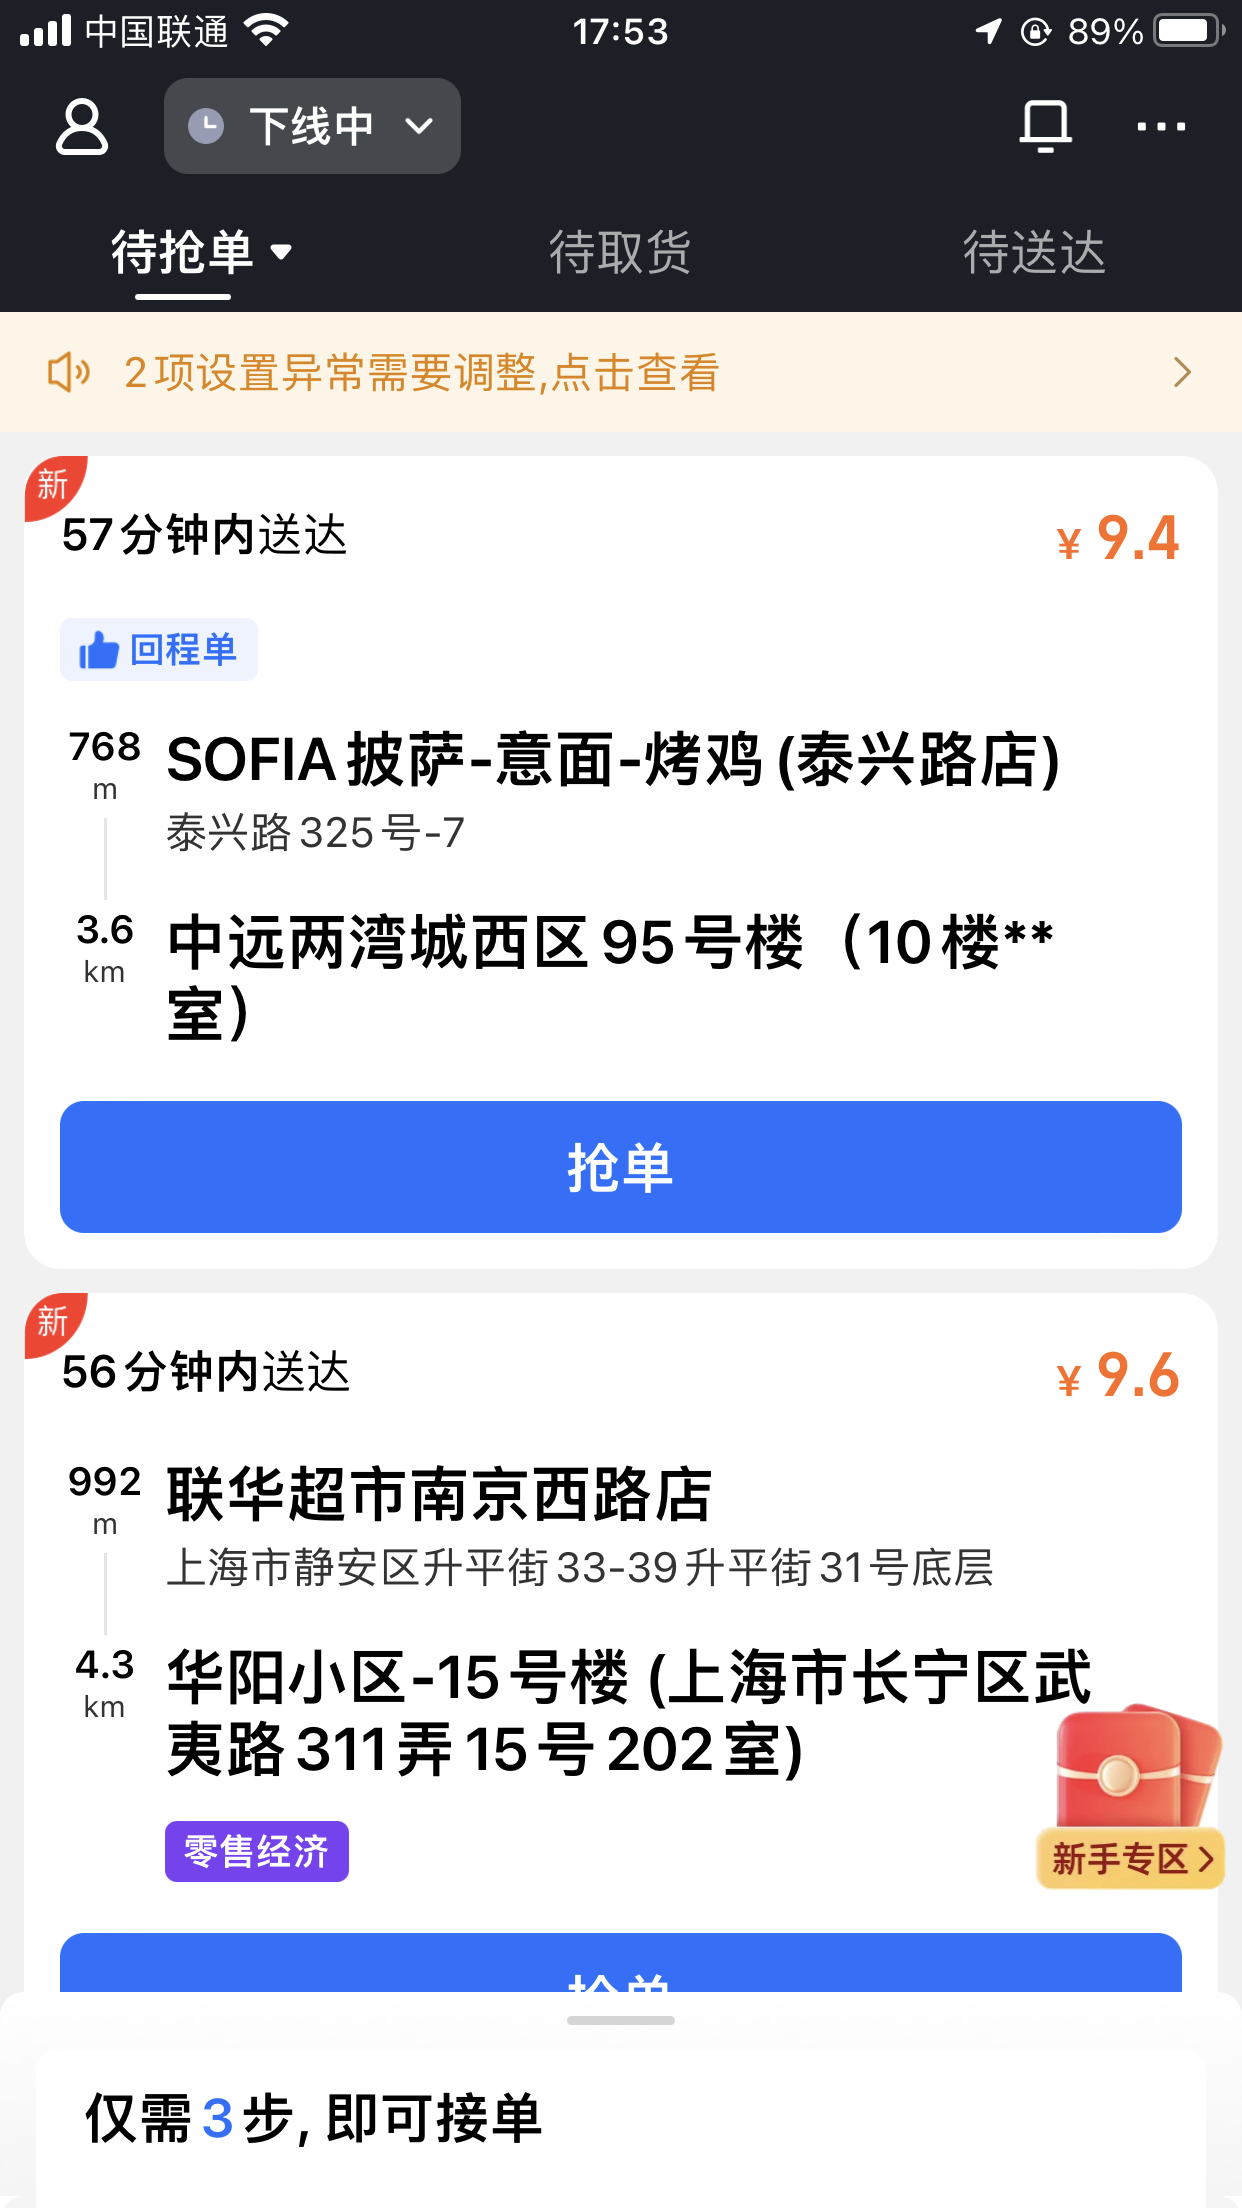 中国联通
17:53
89%
下线中
待抢单
待取货
待送达
2项设置异常需要调整,点击查看
新
57分钟内送达
¥ 9.4
回程单
768
m
SOFIA披萨-意面-烤鸡(泰兴路店)
泰兴路325号-7
3.6
km
中远两湾城西区95号楼（10楼**
室）
抢单
新
56分钟内送达
¥ 9.6
992
m
联华超市南京西路店
上海市静安区升平街33-39升平街31号底层
4.3
km
华阳小区-15号楼 (上海市长宁区武
夷路311弄15号202室)
零售经济
新手专区
抢单
仅需3步, 即可接单